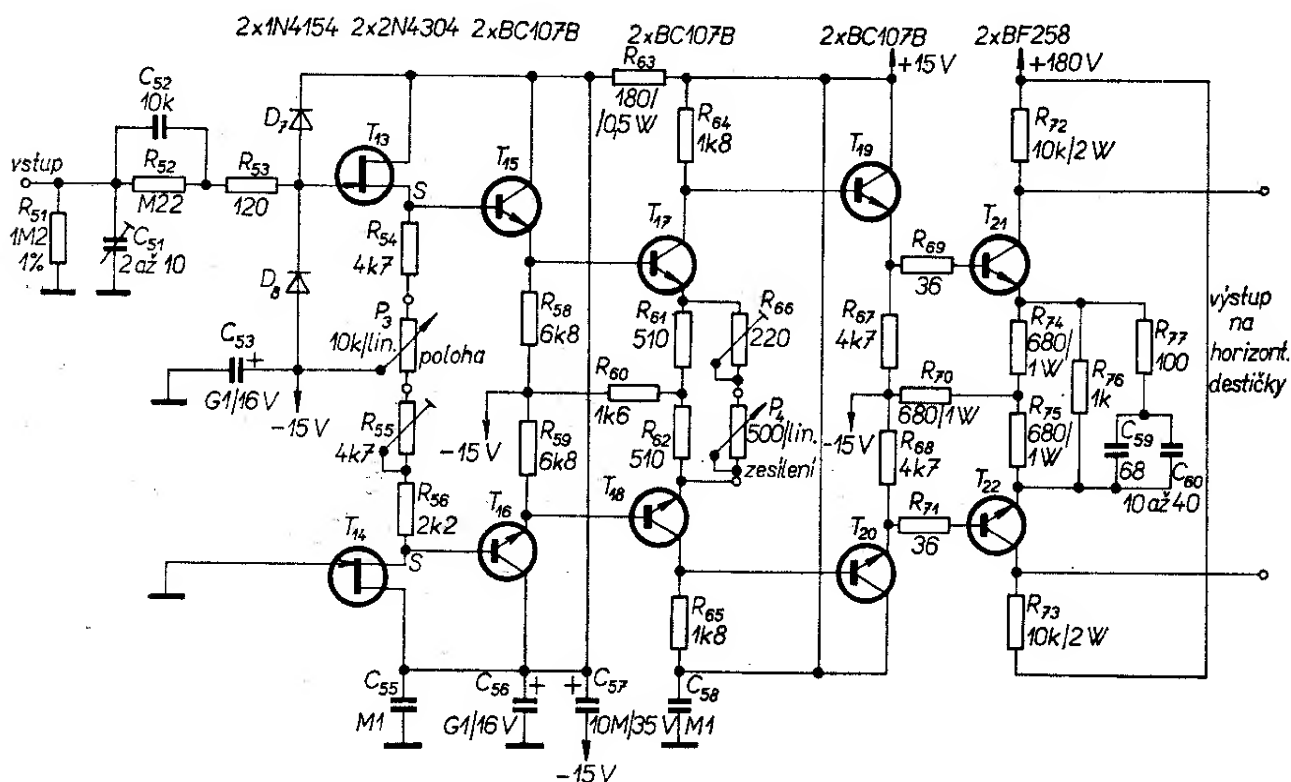 2x1N4154 2x2N4304 2xBC107B 2xBC107B 2xBC107B 2xBF258
R63
180/
/0,5 W
+15 V
+180 V
C52
10k
D7
T13
T15
R64
1k8
T19
R72
10k/2 W
vstup
R52
M22
R53
120
S
T17
T21
R51
1M2
1%
C51
2 až 10
R54
4k7
R69
36
D8
P3
10k/lin.
poloha
R58
6k8
R61
510
R66
220
R67
4k7
R74
680/
1W
R77
100
výstup
na
horizont.
destičky
C53
+
G1/16 V
-15 V
R60
1k6
R70
680/1W
R76
1k
R55
4k7
-15 V
R59
6k8
R62
510
P4
500/lin.
zesílení
-15 V
R68
4k7
R75
680/
1W
C59
68
C60
10 až 40
R56
2k2
T14
S
T16
T18
T20
R71
36
T22
R65
1k8
R73
10k/2 W
C55
M1
C56
+
G1/16 V
+
C57
10M/35 V
C58
M1
-15 V